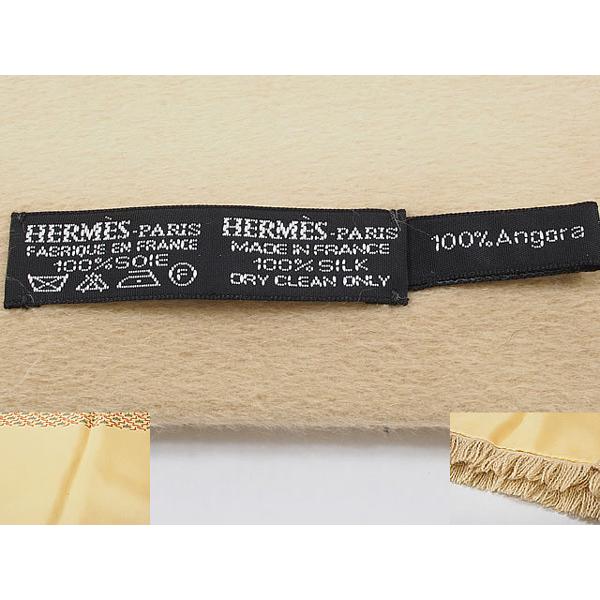 HERMÈS-PARIS
FABRIQUE EN FRANCE
100% SOIE
HERMÈS-PARIS
MADE IN FRANCE
100% SILK
DRY CLEAN ONLY
100% Angora